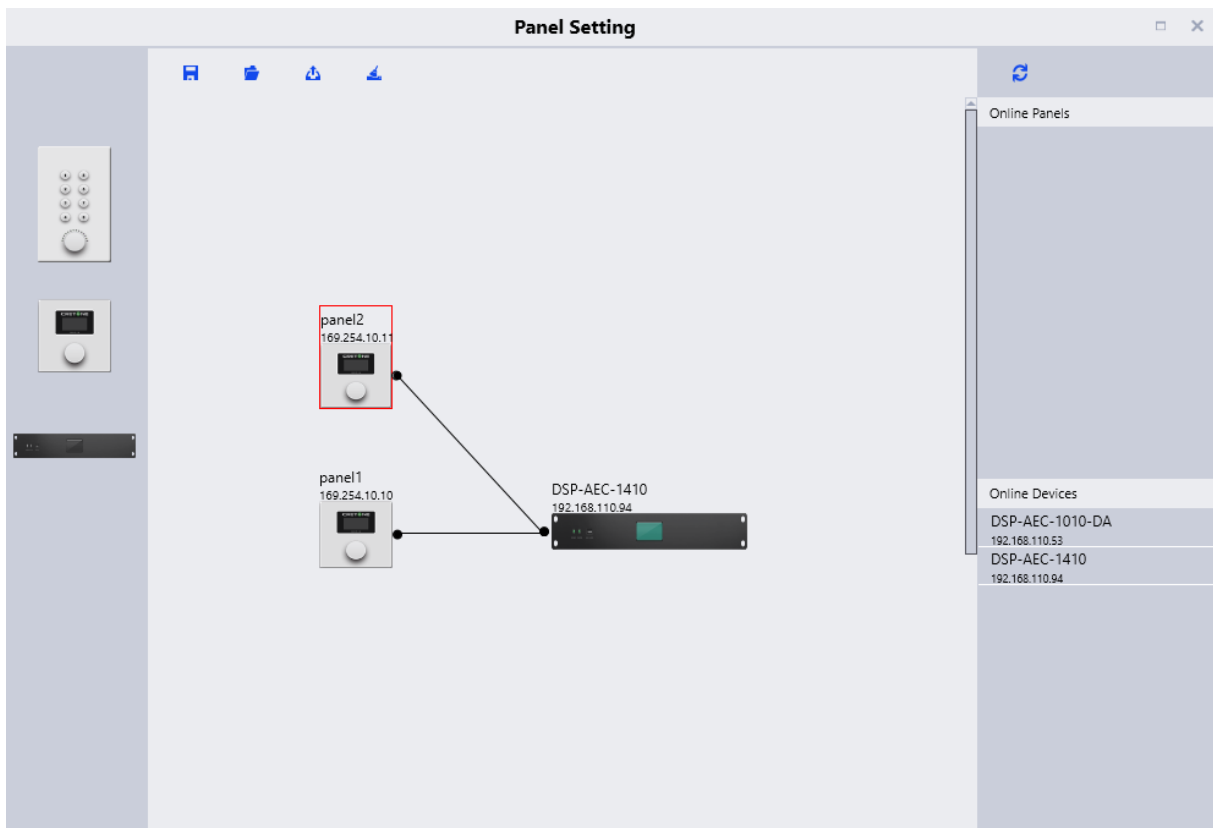 Panel Setting
Online Panels
panel2
169.254.10.11
panel1
169.254.10.10
DSP-AEC-1410
192.168.110.94
Online Devices
DSP-AEC-1010-DA
192.168.110.53
DSP-AEC-1410
192.168.110.94